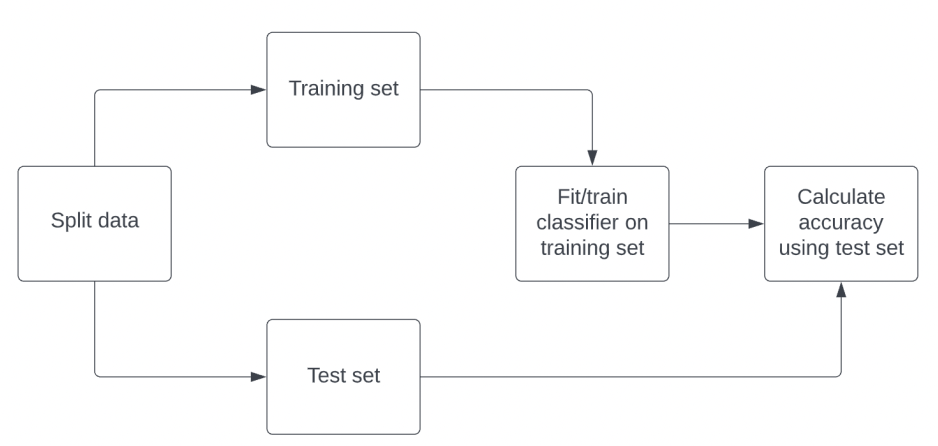 Training set
Split data
Fit/train
classifier on
training set
Calculate
accuracy
using test set
Test set